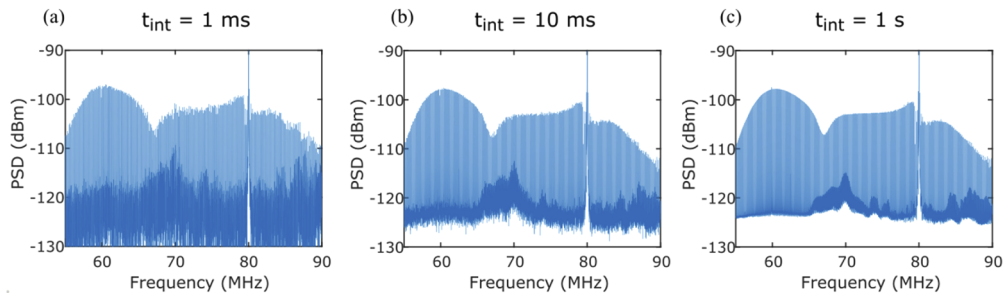 (a) t_int = 1 ms
-90
-100
-110
-120
-130
PSD (dBm)
60 70 80 90
Frequency (MHz)
(b) t_int = 10 ms
-90
-100
-110
-120
-130
PSD (dBm)
60 70 80 90
Frequency (MHz)
(c) t_int = 1 s
-90
-100
-110
-120
-130
PSD (dBm)
60 70 80 90
Frequency (MHz)